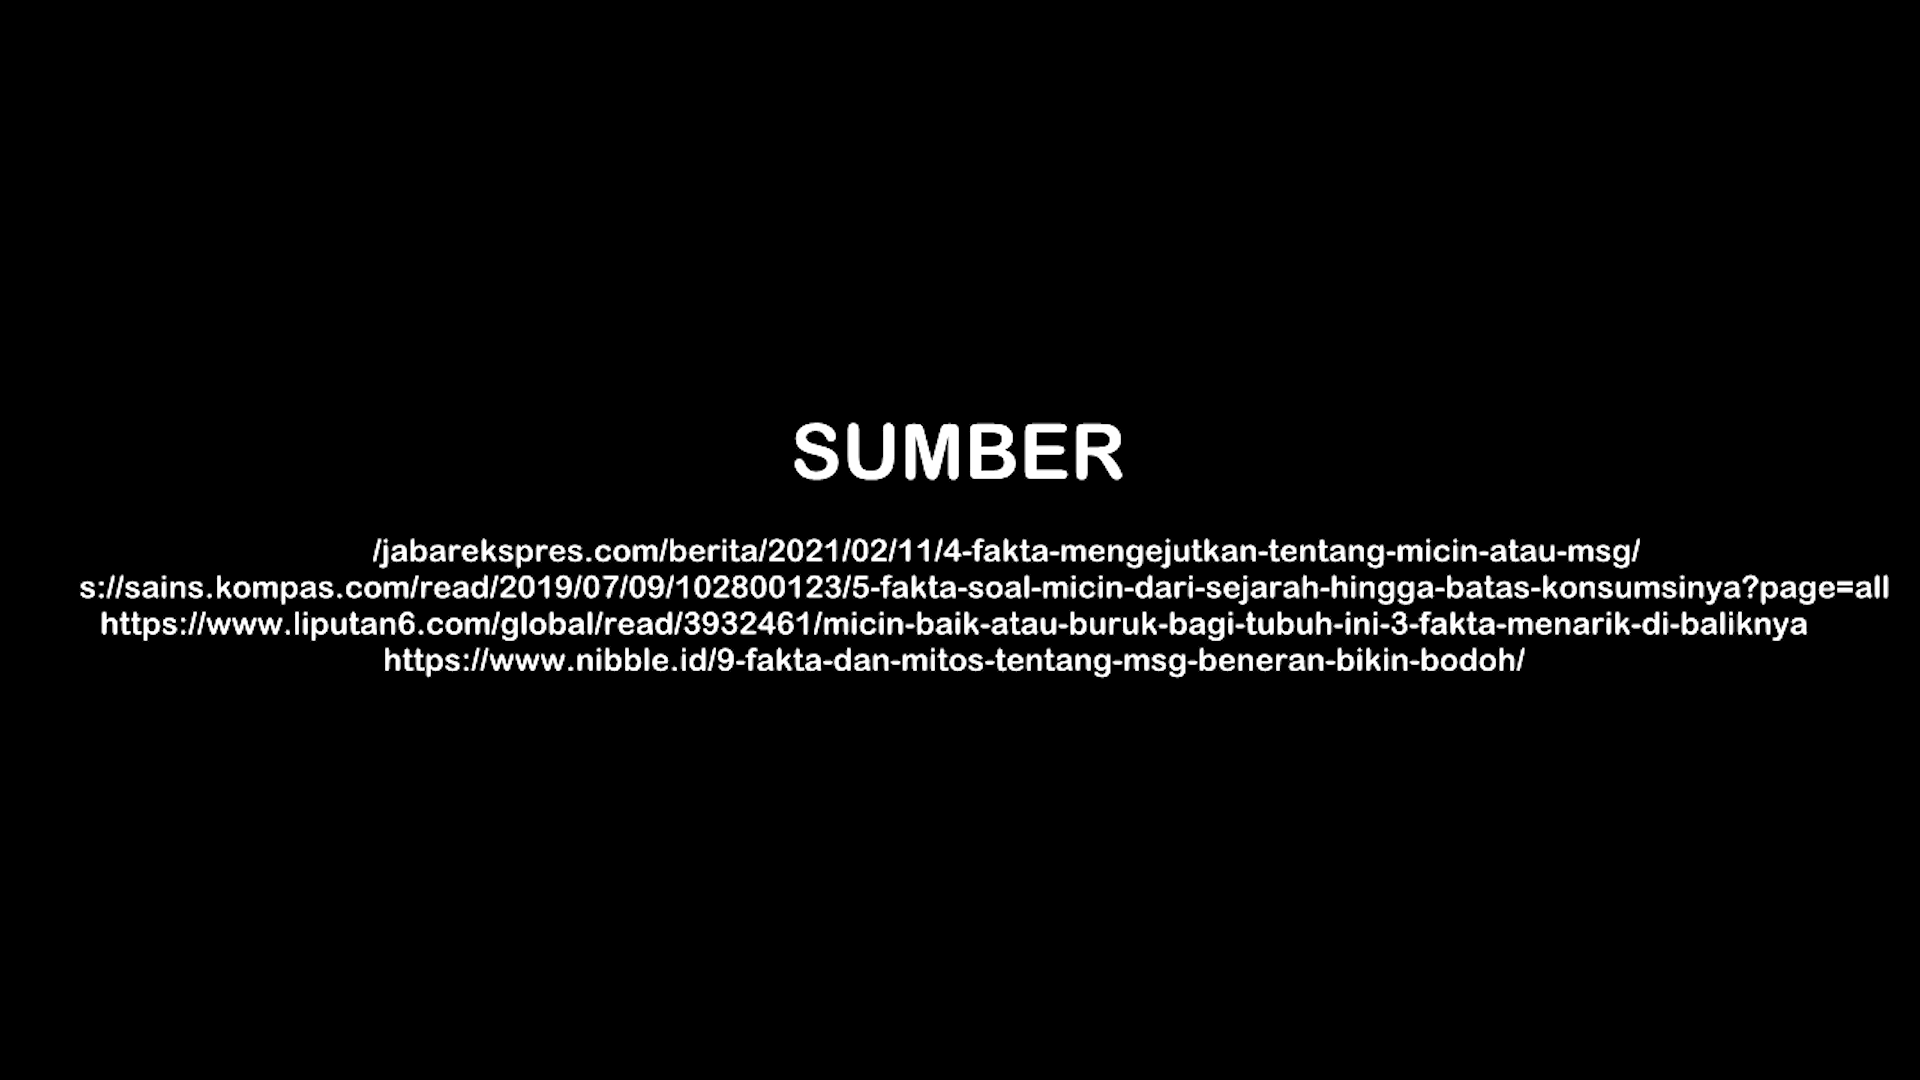 SUMBER
/jabarekspres.com/berita/2021/02/11/4-fakta-mengejutkan-tentang-micin-atau-msg/
s://sains.kompas.com/read/2019/07/09/102800123/5-fakta-soal-micin-dari-sejarah-hingga-batas-konsumsinya?page=all
https://www.liputan6.com/global/read/3932461/micin-baik-atau-buruk-bagi-tubuh-ini-3-fakta-menarik-di-baliknya
https://www.nibble.id/9-fakta-dan-mitos-tentang-msg-beneran-bikin-bodoh/